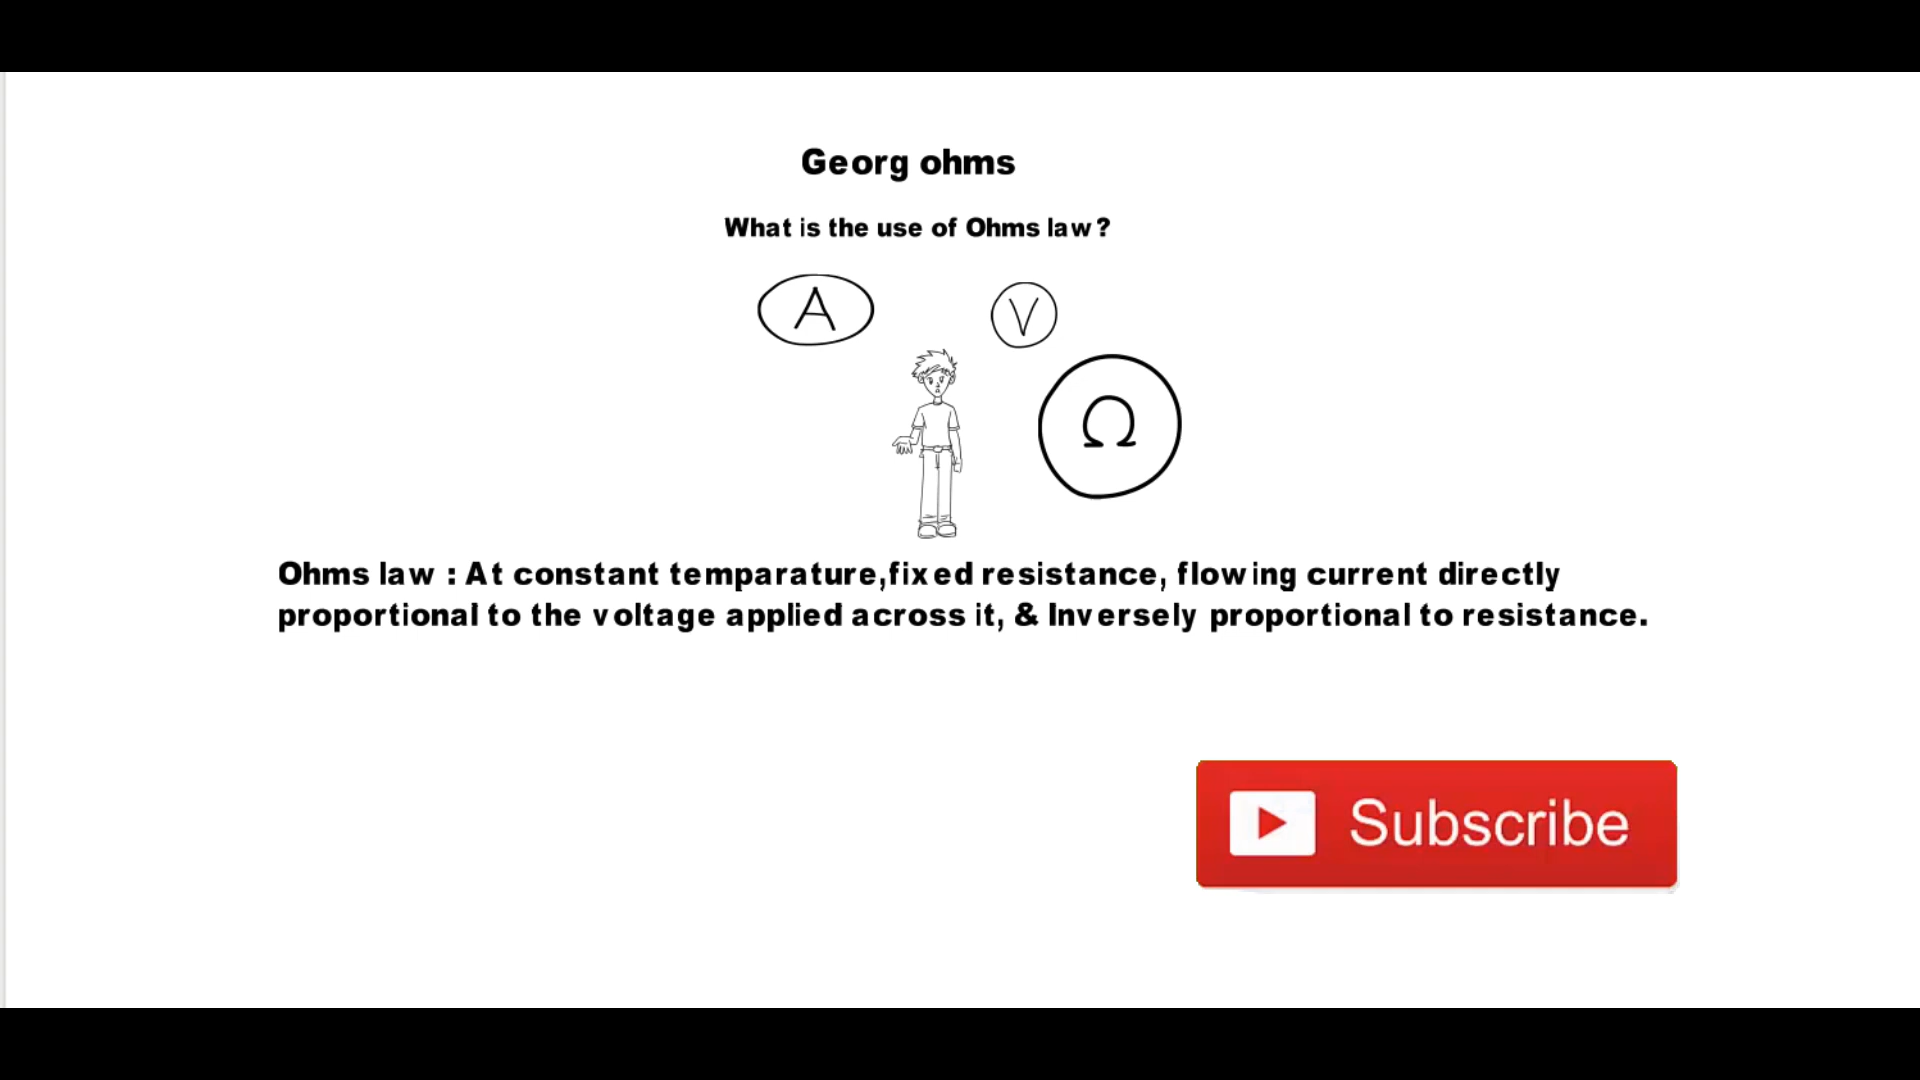 Georg ohms
What is the use of Ohms law?
A
V
Ω
Ohms law : At constant temparature,fixed resistance, flowing current directly
proportional to the voltage applied across it, & Inversely proportional to resistance.
Subscribe